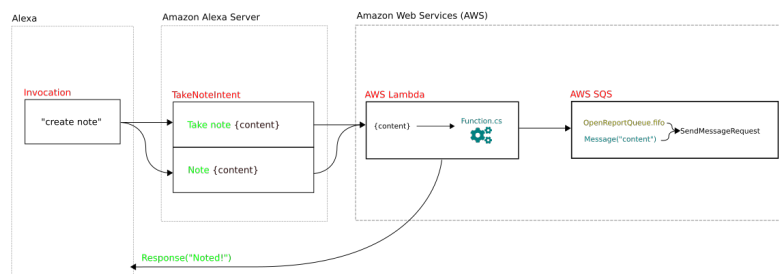 Alexa
Amazon Alexa Server
Amazon Web Services (AWS)
Invocation
"create note"
TakeNoteIntent
Take note {content}
Note {content}
AWS Lambda
{content}
Function.cs
AWS SQS
OpenReportQueue.fifo
Message("content")
SendMessageRequest
Response("Noted!")